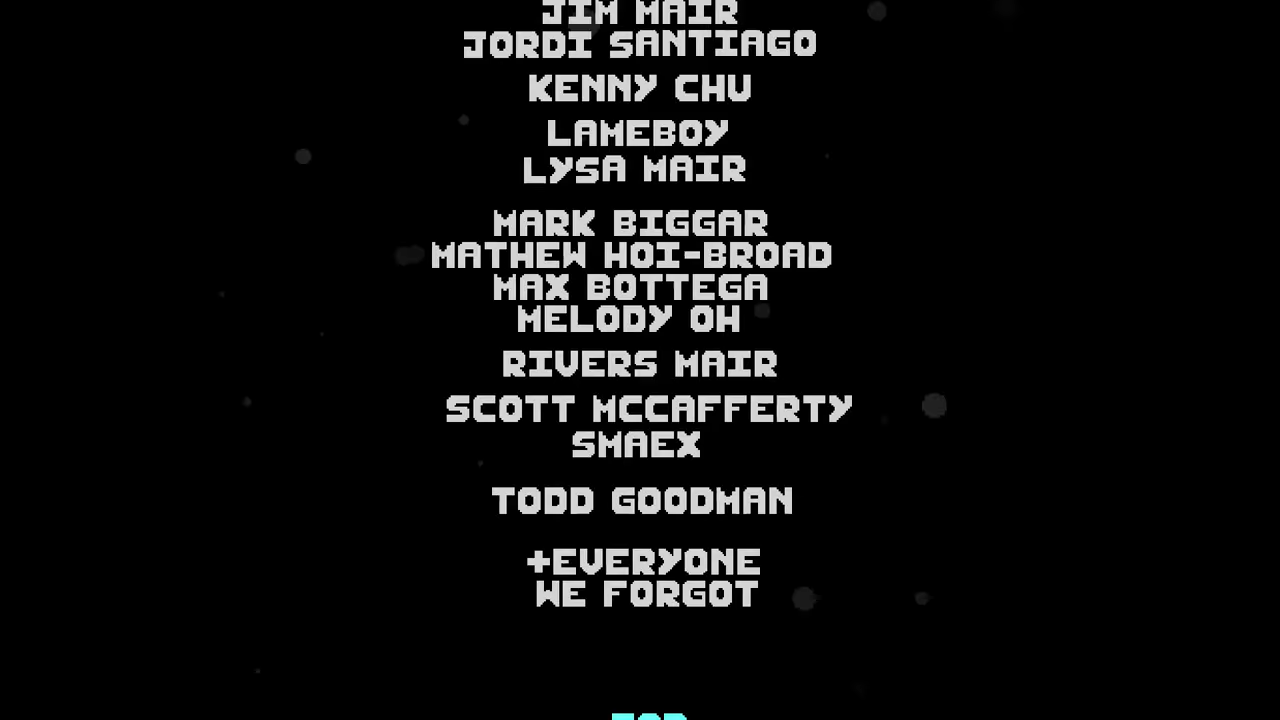 JIM MAIR
JORDI SANTIAGO
KENNY CHU
LAMEBOY
LYSA MAIR
MARK BIGGAR
MATHEW HOI-BROAD
MAX BOTTEGA
MELODY OH
RIVERS MAIR
SCOTT MCCAFFERTY
SMAEX
TODD GOODMAN
+EVERYONE
WE FORGOT